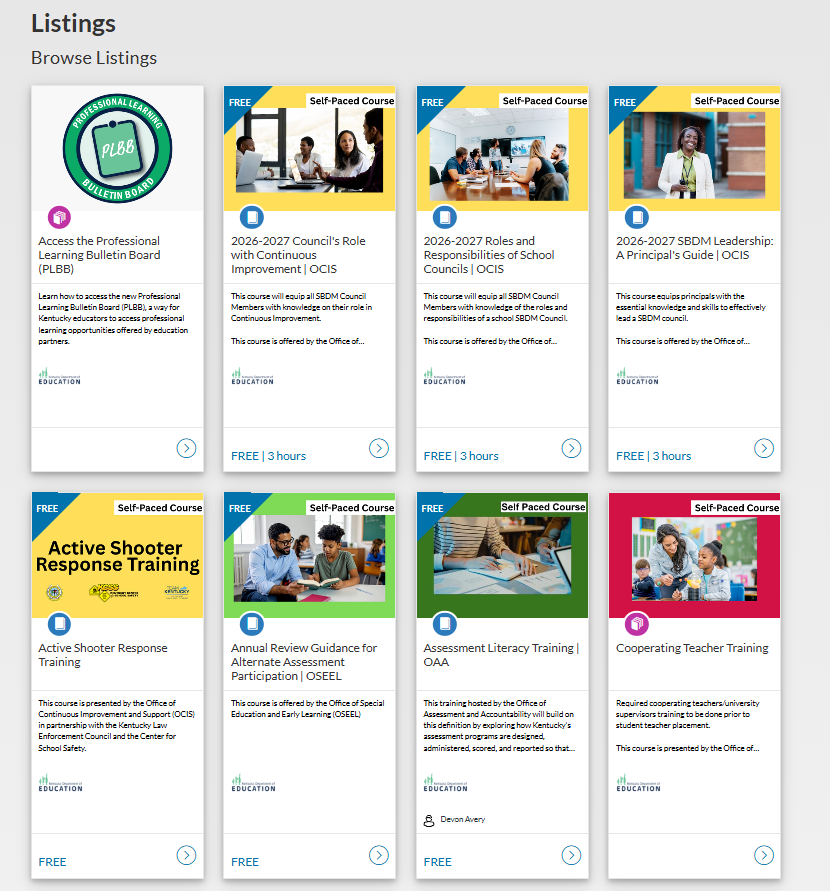 Listings
Browse Listings
PROFESSIONAL LEARNING
PLBB
BULLETIN BOARD
Access the Professional
Learning Bulletin Board
(PLBB)
Learn how to access the new Professional
Learning Bulletin Board (PLBB), a way for
Kentucky educators to access professional
learning opportunities offered by education
partners.
Kentucky Department of
EDUCATION
FREE
Self-Paced Course
2026-2027 Council's Role
with Continuous
Improvement | OCIS
This course will equip all SBDM Council
Members with knowledge on their role in
Continuous Improvement.
This course is offered by the Office of...
Kentucky Department of
EDUCATION
FREE | 3 hours
FREE
Self-Paced Course
2026-2027 Roles and
Responsibilities of School
Councils | OCIS
This course will equip all SBDM Council
Members with knowledge of the roles and
responsibilities of a school SBDM Council.
This course is offered by the Office of...
Kentucky Department of
EDUCATION
FREE | 3 hours
FREE
Self-Paced Course
2026-2027 SBDM Leadership:
A Principal's Guide | OCIS
This course equips principals with the
essential knowledge and skills to effectively
lead a SBDM council.
This course is offered by the Office of...
Kentucky Department of
EDUCATION
FREE | 3 hours
FREE
Self-Paced Course
Active Shooter
Response Training
KCSS
TEAM
KENTUCKY
Active Shooter Response
Training
This course is presented by the Office of
Continuous Improvement and Support (OCIS)
in partnership with the Kentucky Law
Enforcement Council and the Center for
School Safety.
Kentucky Department of
EDUCATION
FREE
FREE
Self-Paced Course
Annual Review Guidance for
Alternate Assessment
Participation | OSEEL
This course is offered by the Office of Special
Education and Early Learning (OSEEL)
Kentucky Department of
EDUCATION
FREE
FREE
Self Paced Course
Assessment Literacy Training |
OAA
This training hosted by the Office of
Assessment and Accountability will build on
this definition by exploring how Kentucky's
assessment programs are designed,
administered, scored, and reported so that...
Kentucky Department of
EDUCATION
Devon Avery
FREE
Self-Paced Course
Cooperating Teacher Training
Required cooperating teachers/university
supervisors training to be done prior to
student teacher placement.
This course is presented by the Office of...
Kentucky Department of
EDUCATION